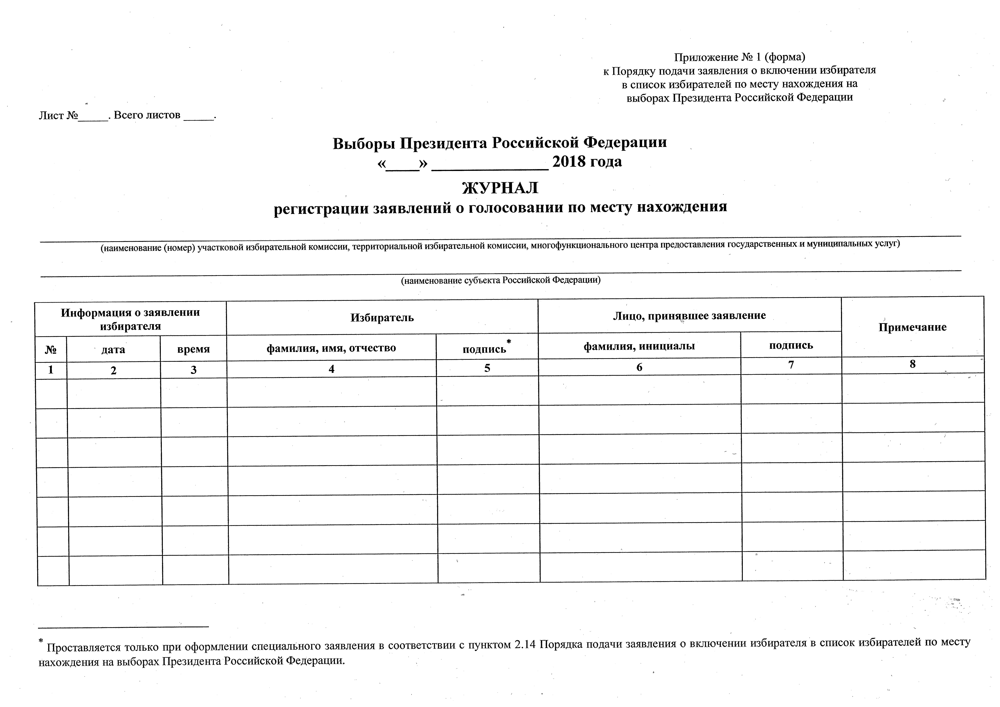 Приложение № 1 (форма)
к Порядку подачи заявления о включении избирателя
в список избирателей по месту нахождения на
выборах Президента Российской Федерации
Лист №_____. Всего листов _____.
Выборы Президента Российской Федерации
«____» ______________ 2018 года
ЖУРНАЛ
регистрации заявлений о голосовании по месту нахождения
(наименование (номер) участковой избирательной комиссии, территориальной избирательной комиссии, многофункционального центра предоставления государственных и муниципальных услуг)
(наименование субъекта Российской Федерации)
Информация о заявлении
избирателя
Избиратель
Лицо, принявшее заявление
Примечание
№ дата время фамилия, имя, отчество подпись* фамилия, инициалы подпись
1 2 3 4 5 6 7 8
* Проставляется только при оформлении специального заявления в соответствии с пунктом 2.14 Порядка подачи заявления о включении избирателя в список избирателей по месту
нахождения на выборах Президента Российской Федерации.